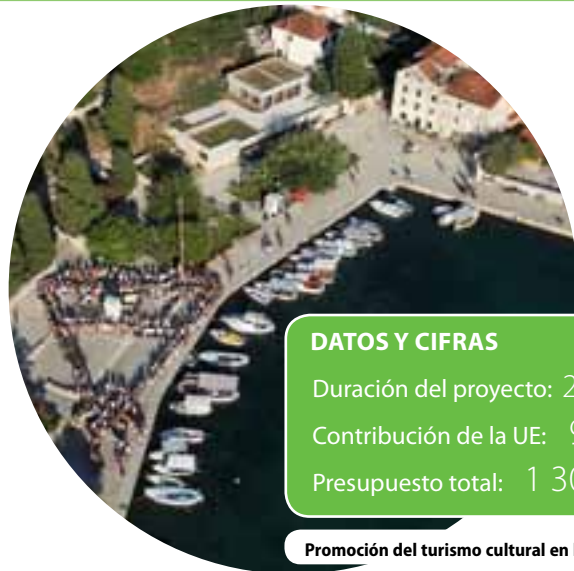 DATOS Y CIFRAS
Duración del proyecto: 2
Contribución de la UE: 9
Presupuesto total: 1 30
Promoción del turismo cultural en